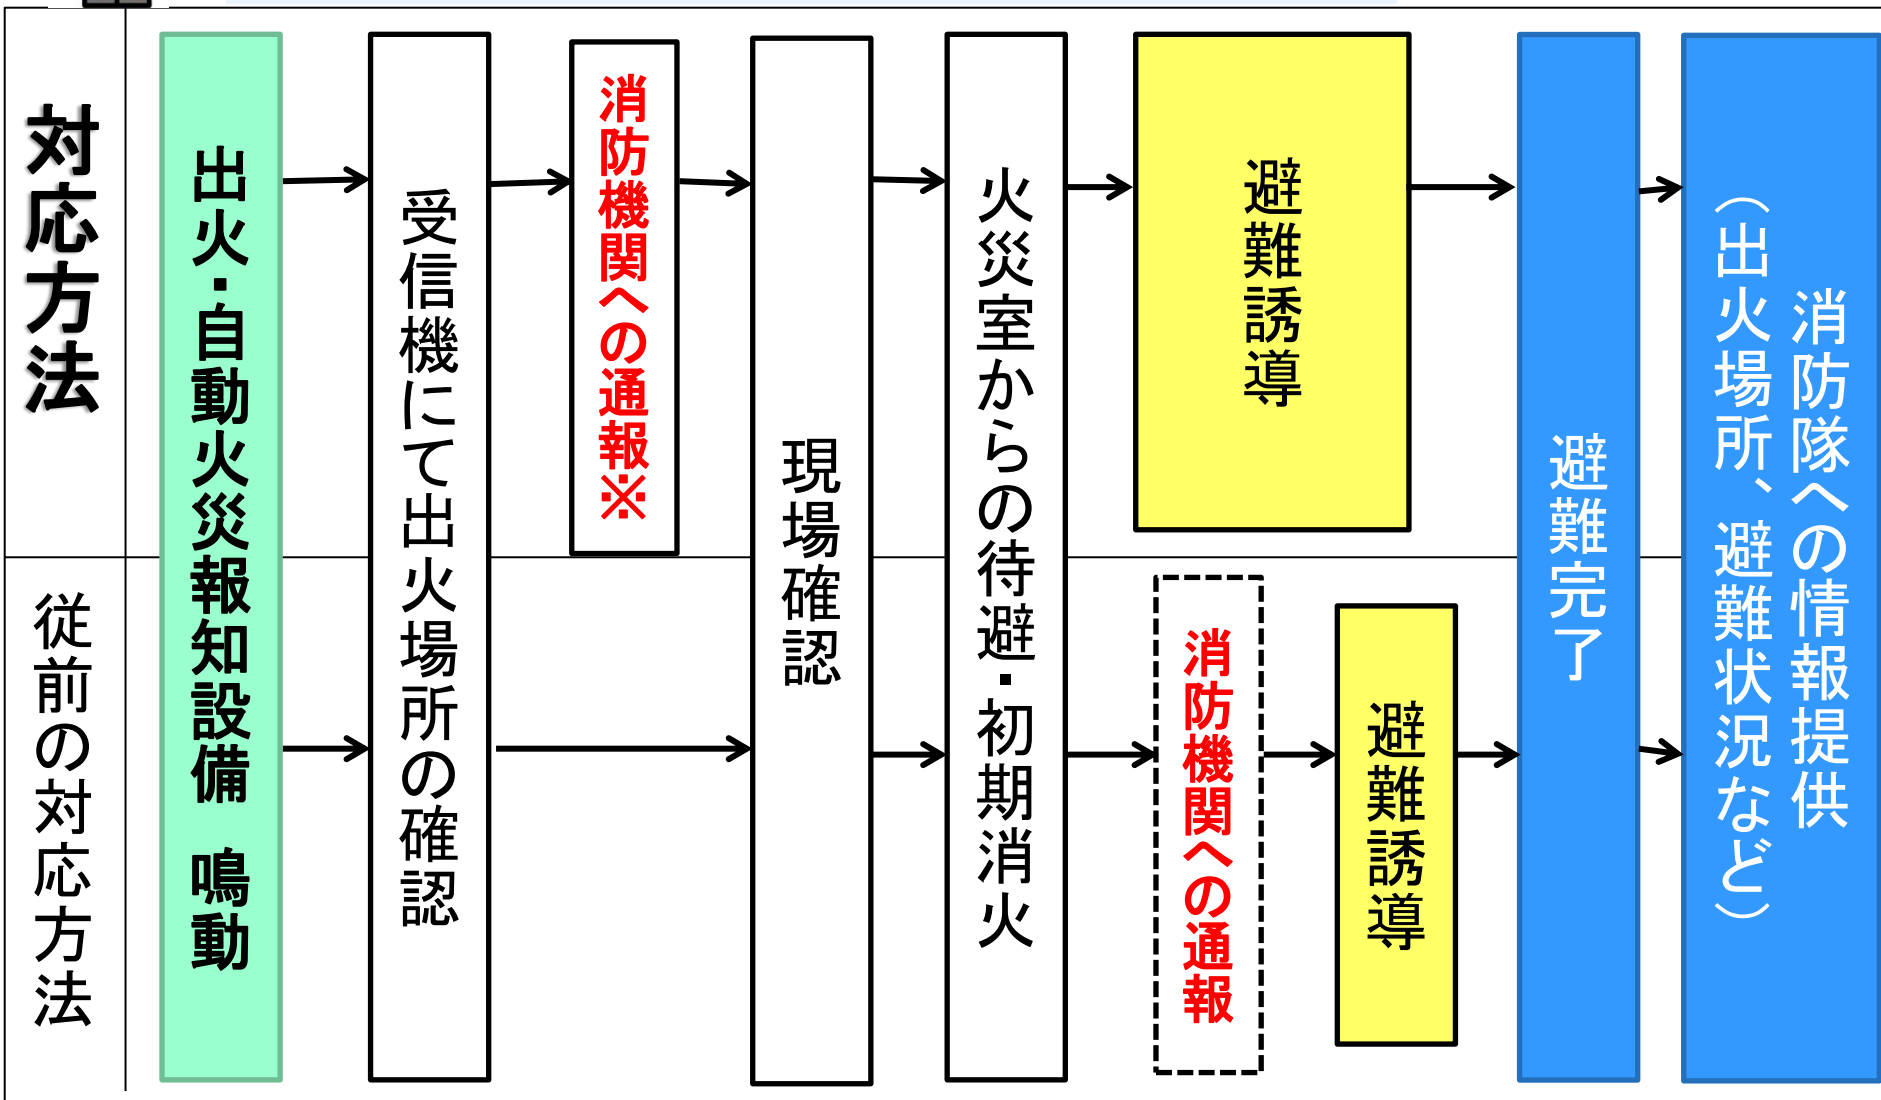 対応方法
出火・自動火災報知設備　鳴動
受信機にて出火場所の確認
消防機関への通報※
現場確認
火災室からの待避・初期消火
避難誘導
避難完了
消防隊への情報提供
（出火場所、避難状況など）
従前の対応方法
消防機関への通報
避難誘導